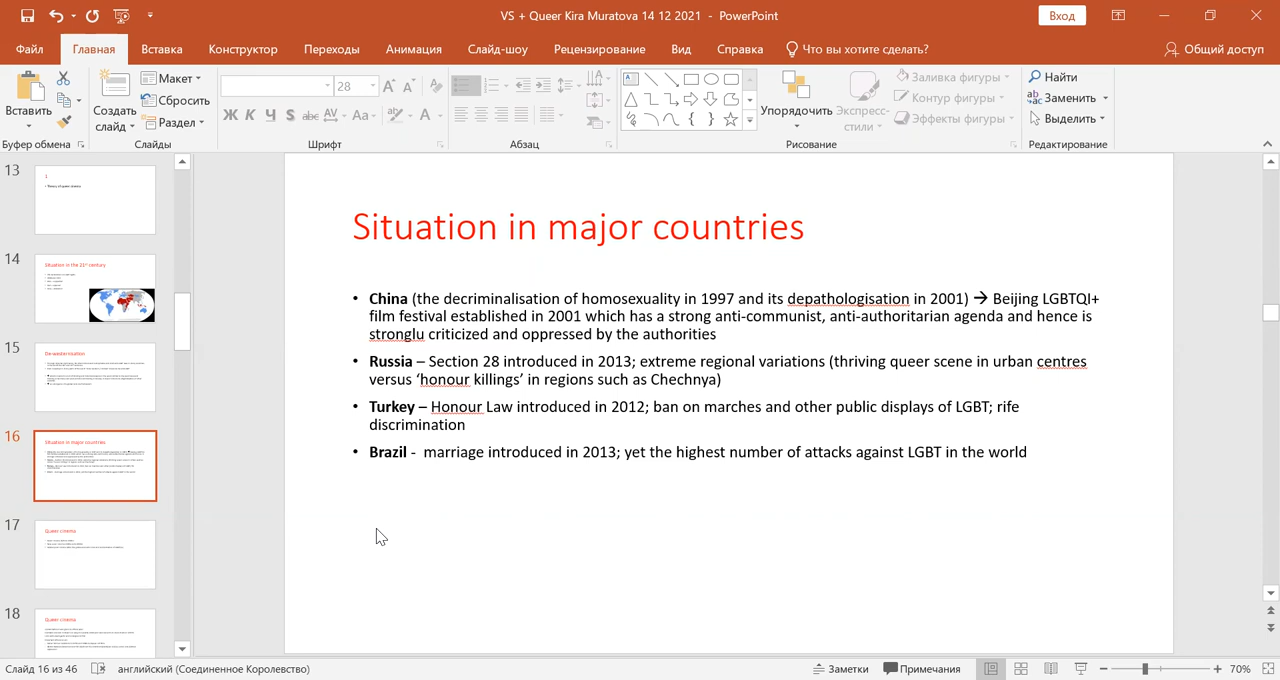 VS + Queer Kira Muratova 14 12 2021 - PowerPoint
Вход
Файл Главная Вставка Конструктор Переходы Анимация Слайд-шоу Рецензирование Вид Справка Что вы хотите сделать? Общий доступ
Вставить
Буфер обмена
Создать слайд
Макет
Сбросить
Раздел
Слайды
28
Ж К Ч S abc AV Aa A
Шрифт
Абзац
Упорядочить
Экспресс-стили
Заливка фигуры
Контур фигуры
Эффекты фигуры
Рисование
Найти
Заменить
Выделить
Редактирование
13
14
Situation in the 21st century
15
De-westernisation
16
Situation in major countries
17
Queer cinema
18
Queer cinema
Situation in major countries
• China (the decriminalisation of homosexuality in 1997 and its depathologisation in 2001) → Beijing LGBTQI+
film festival established in 2001 which has a strong anti-communist, anti-authoritarian agenda and hence is
stronglu criticized and oppressed by the authorities
• Russia – Section 28 introduced in 2013; extreme regional variations (thriving queer scene in urban centres
versus ‘honour killings’ in regions such as Chechnya)
• Turkey – Honour Law introduced in 2012; ban on marches and other public displays of LGBT; rife
discrimination
• Brazil - marriage introduced in 2013; yet the highest number of attacks against LGBT in the world
Слайд 16 из 46 английский (Соединенное Королевство) Заметки Примечания 70%